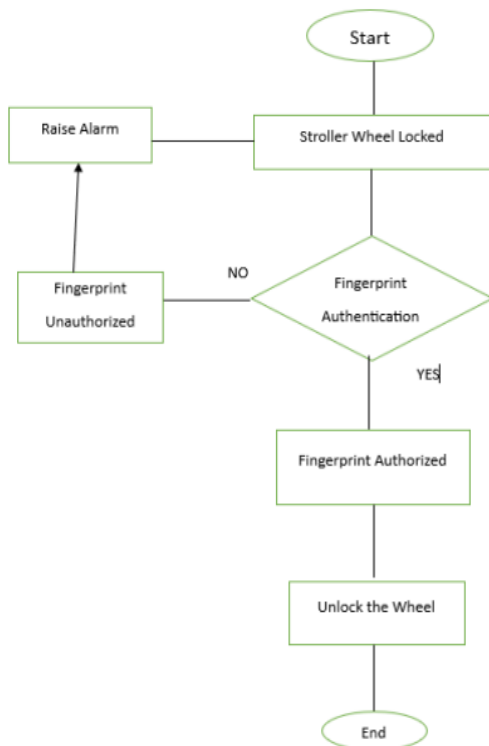 Start
Raise Alarm
Stroller Wheel Locked
NO
Fingerprint
Authentication
Fingerprint
Unauthorized
YES
Fingerprint Authorized
Unlock the Wheel
End